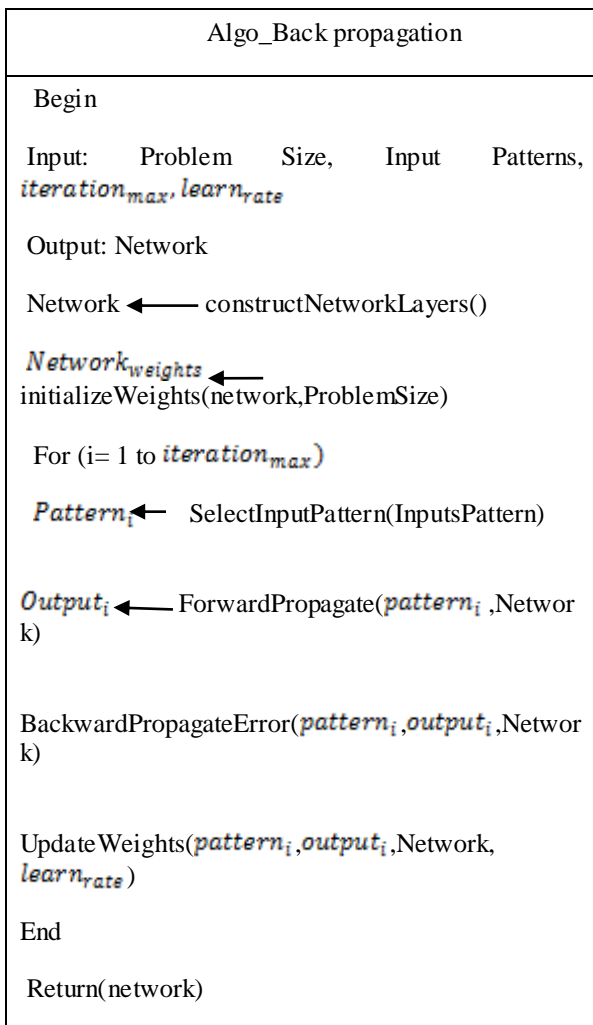 Algo_Back propagation
Begin
Input: Problem Size, Input Patterns,
iteration_max, learn_rate
Output: Network
Network ← constructNetworkLayers()
Network_weights ←
initializeWeights(network,ProblemSize)
For (i= 1 to iteration_max)
Pattern_i ← SelectInputPattern(InputsPattern)
Output_i ← ForwardPropagate(pattern_i ,Networ
k)
BackwardPropagateError(pattern_i,output_i,Networ
k)
UpdateWeights(pattern_i,output_i,Network,
learn_rate)
End
Return(network)